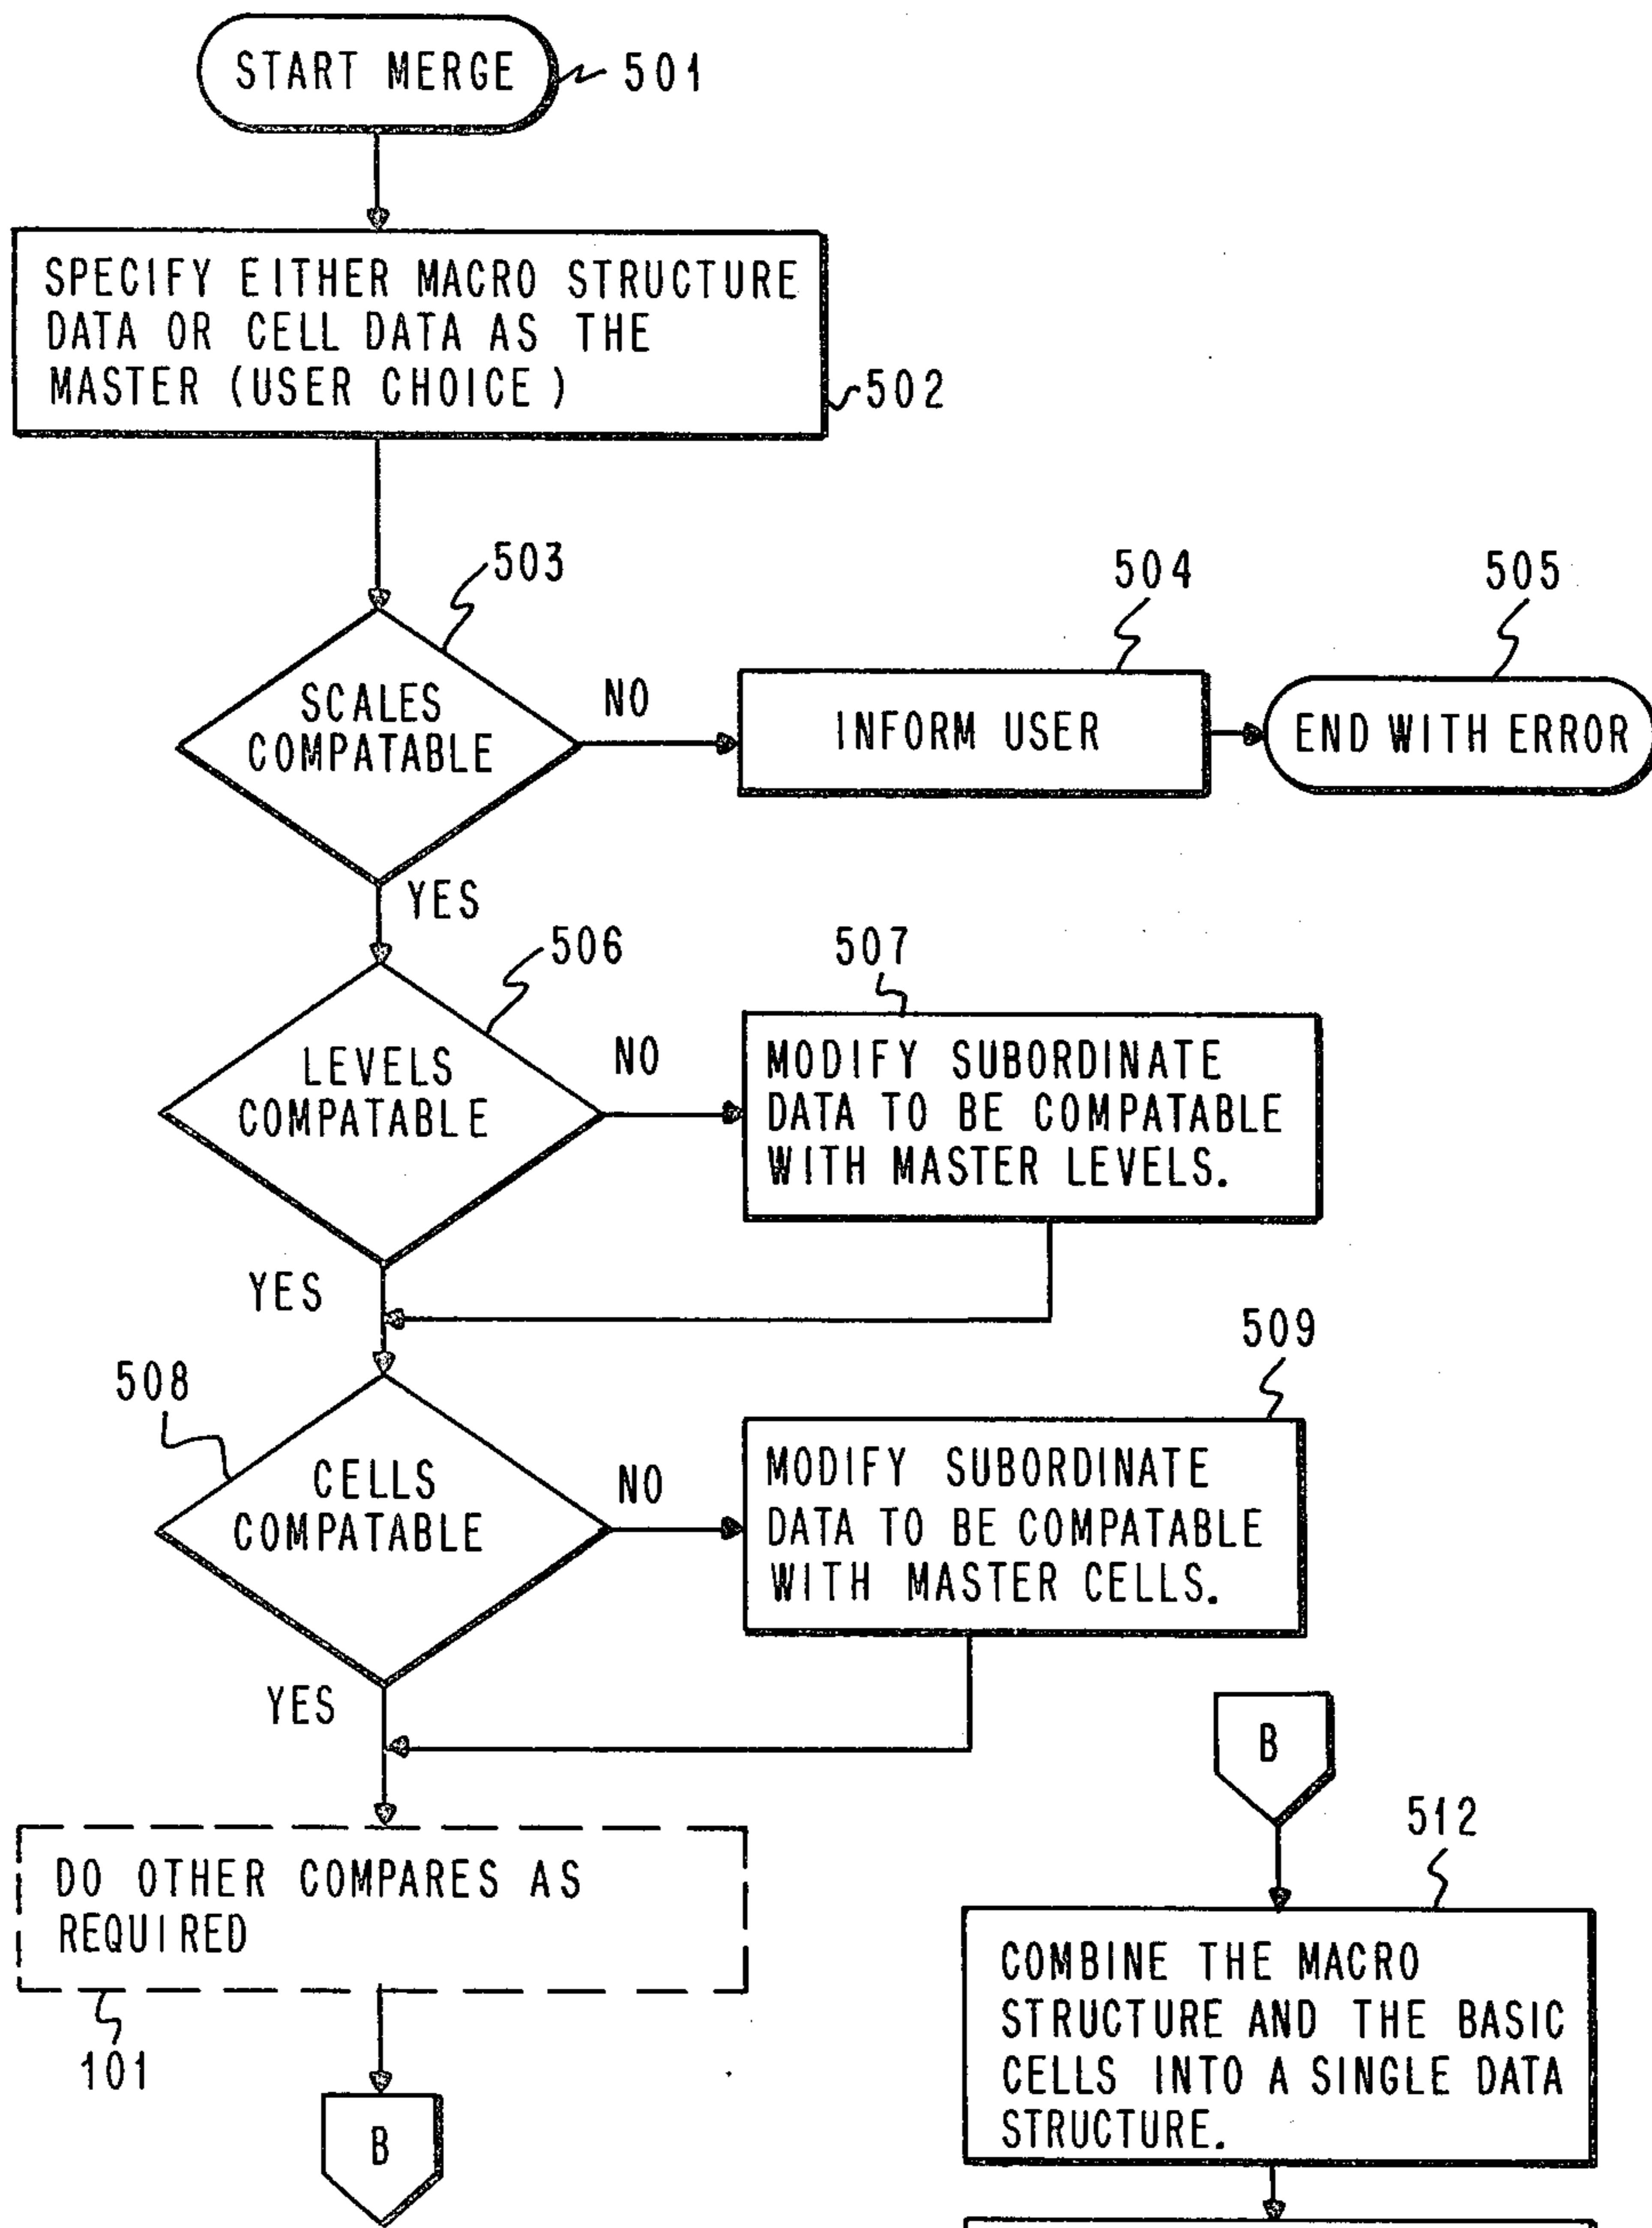 START MERGE
501
SPECIFY EITHER MACRO STRUCTURE
DATA OR CELL DATA AS THE
MASTER (USER CHOICE)
502
503
SCALES
COMPATABLE
NO
504
INFORM USER
505
END WITH ERROR
YES
506
LEVELS
COMPATABLE
NO
507
MODIFY SUBORDINATE
DATA TO BE COMPATABLE
WITH MASTER LEVELS.
YES
508
CELLS
COMPATABLE
NO
509
MODIFY SUBORDINATE
DATA TO BE COMPATABLE
WITH MASTER CELLS.
YES
DO OTHER COMPARES AS
REQUIRED
101
B
B
512
COMBINE THE MACRO
STRUCTURE AND THE BASIC
CELLS INTO A SINGLE DATA
STRUCTURE.